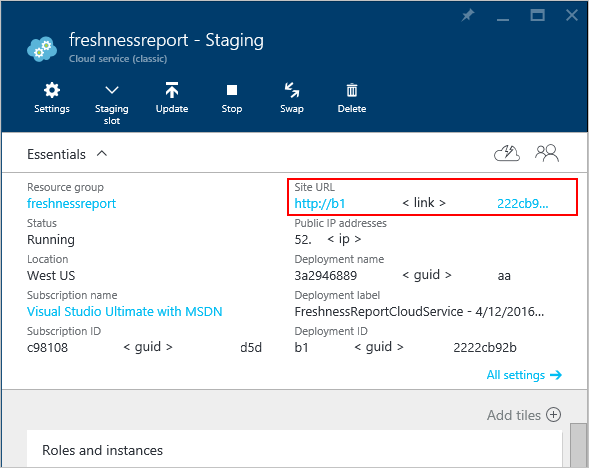 freshnessreport - Staging
Cloud service (classic)
Settings
Staging slot
Update
Stop
Swap
Delete
Essentials
Resource group
freshnessreport
Status
Running
Location
West US
Subscription name
Visual Studio Ultimate with MSDN
Subscription ID
c98108 < guid > d5d
Site URL
http://b1 < link > 222cb9...
Public IP addresses
52. < ip >
Deployment name
3a2946889 < guid > aa
Deployment label
FreshnessReportCloudService - 4/12/2016...
Deployment ID
b1 < guid > 2222cb92b
All settings
Add tiles
Roles and instances